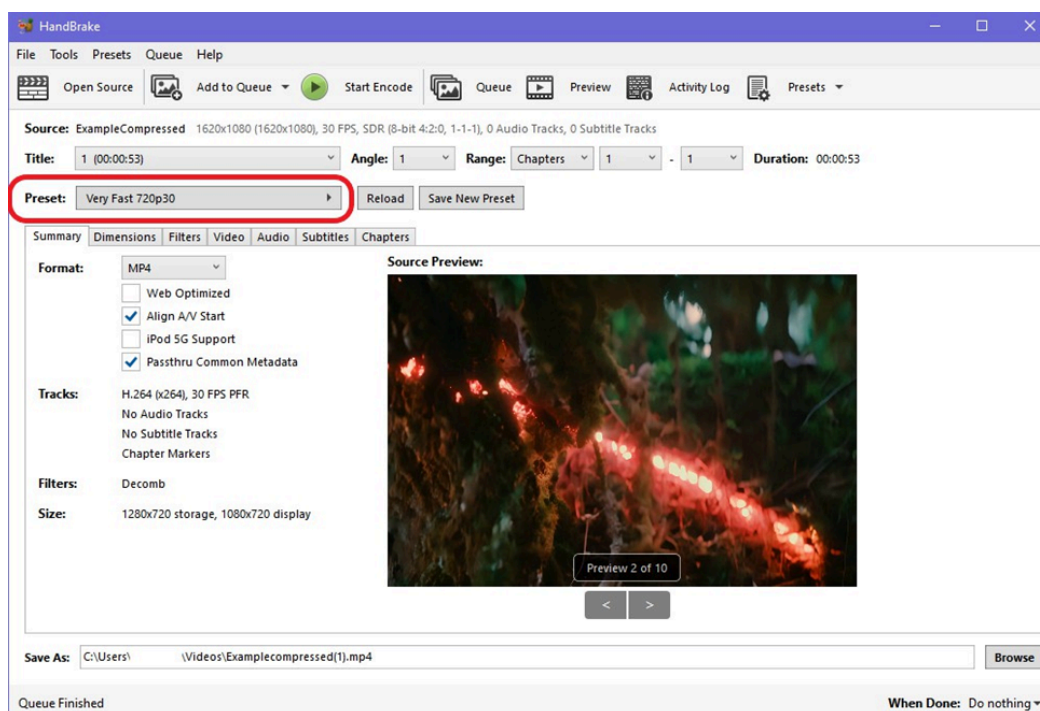 HandBrake
File Tools Presets Queue Help
Open Source Add to Queue Start Encode Queue Preview Activity Log Presets
Source: ExampleCompressed 1620x1080 (1620x1080), 30 FPS, SDR (8-bit 4:2:0, 1-1-1), 0 Audio Tracks, 0 Subtitle Tracks
Title: 1 (00:00:53) Angle: 1 Range: Chapters 1 - 1 Duration: 00:00:53
Preset: Very Fast 720p30 Reload Save New Preset
Summary Dimensions Filters Video Audio Subtitles Chapters
Format: MP4 Source Preview:
Web Optimized
Align A/V Start
iPod 5G Support
Passthru Common Metadata
Tracks: H.264 (x264), 30 FPS PFR
No Audio Tracks
No Subtitle Tracks
Chapter Markers
Filters: Decomb
Size: 1280x720 storage, 1080x720 display
Preview 2 of 10
< >
Save As: C:\Users\ \Videos\Examplecompressed(1).mp4 Browse
Queue Finished When Done: Do nothing